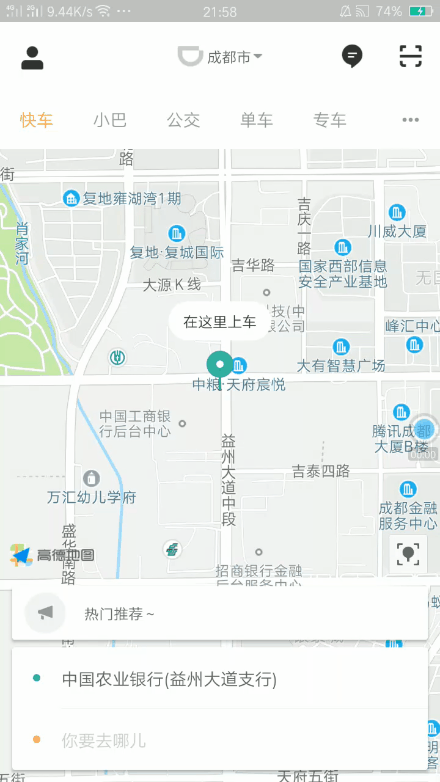 4G 2G 9.44K/s ··· 21:58 74%
成都市
快车 小巴 公交 单车 专车 ···
路
街
复地雍湖湾1期
吉庆一路
川威大厦
肖家河
复地·复城国际
吉华路
国家西部信息
安全产业基地
无国
大源K线
在这里上车
技(中
限公司
峰汇中心
大有智慧广场
中粮·天府宸悦
中国工商银
行后台中心
益州大道中段
腾讯成都
大厦B楼
00:00
吉泰四路
万汇幼儿学府
成都金融
服务中心
盛华南路
高德地图
招商银行金融
后台服务中心
热门推荐~
中国农业银行(益州大道支行)
你要去哪儿
五街
天府五街